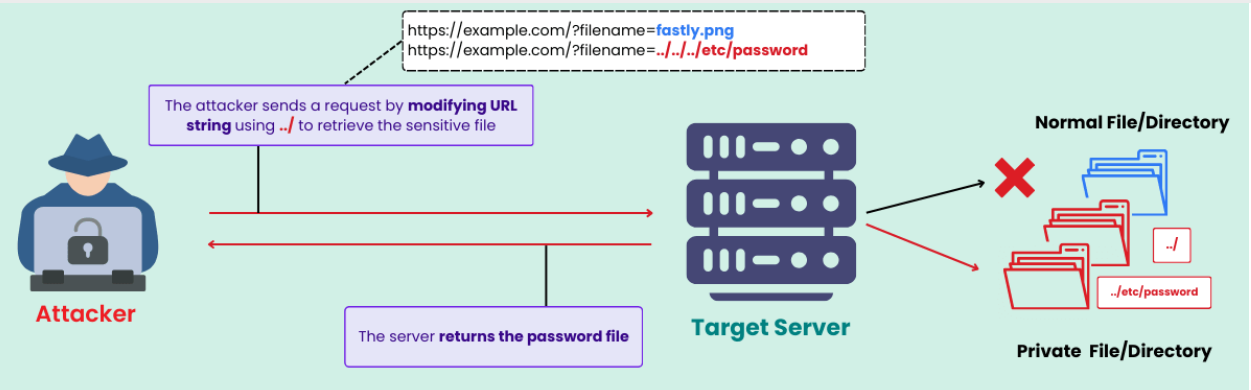 https://example.com/?filename=fastly.png
https://example.com/?filename=../../../etc/password
The attacker sends a request by modifying URL
string using ../ to retrieve the sensitive file
Normal File/Directory
../
../etc/password
Attacker
The server returns the password file
Target Server
Private File/Directory